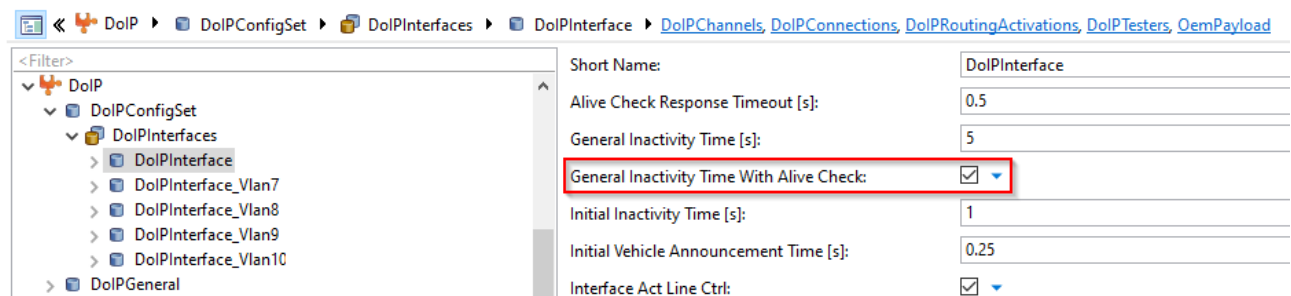 « DoIP DoIPConfigSet DoIPInterfaces DoIPInterface DoIPChannels, DoIPConnections, DoIPRoutingActivations, DoIPTesters, OemPayload
<Filter>
DoIP
DoIPConfigSet
DoIPInterfaces
DoIPInterface
DoIPInterface_Vlan7
DoIPInterface_Vlan8
DoIPInterface_Vlan9
DoIPInterface_Vlan10
DoIPGeneral
Short Name: DoIPInterface
Alive Check Response Timeout [s]: 0.5
General Inactivity Time [s]: 5
General Inactivity Time With Alive Check:
Initial Inactivity Time [s]: 1
Initial Vehicle Announcement Time [s]: 0.25
Interface Act Line Ctrl: